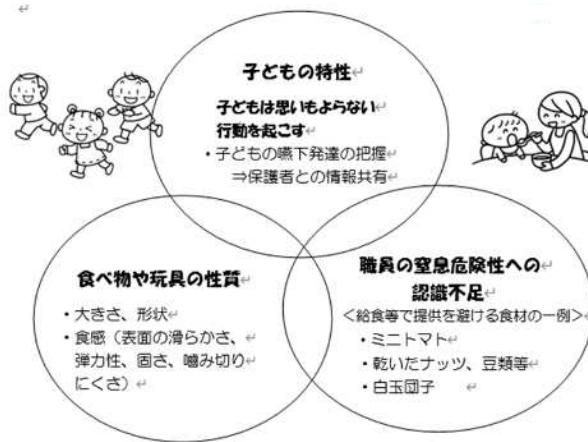 子どもの特性
子どもは思いもよらない
行動を起こす
・子どもの嚥下発達の把握
⇒保護者との情報共有
食べ物や玩具の性質
・大きさ、形状
・食感（表面の滑らかさ、
弾力性、固さ、嚙み切り
にくさ）
職員の窒息危険性への
認識不足
<給食等で提供を避ける食材の一例>
・ミニトマト
・乾いたナッツ、豆類等
・白玉団子